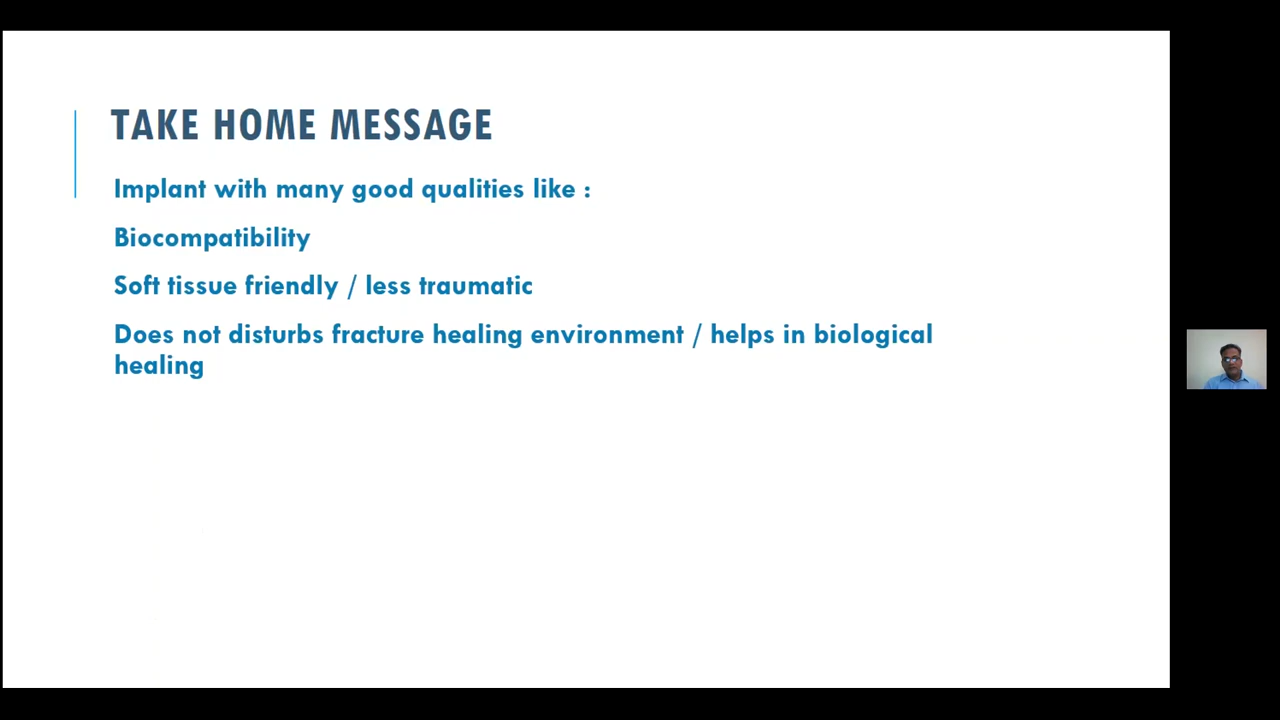 TAKE HOME MESSAGE
Implant with many good qualities like :
Biocompatibility
Soft tissue friendly / less traumatic
Does not disturbs fracture healing environment / helps in biological
healing